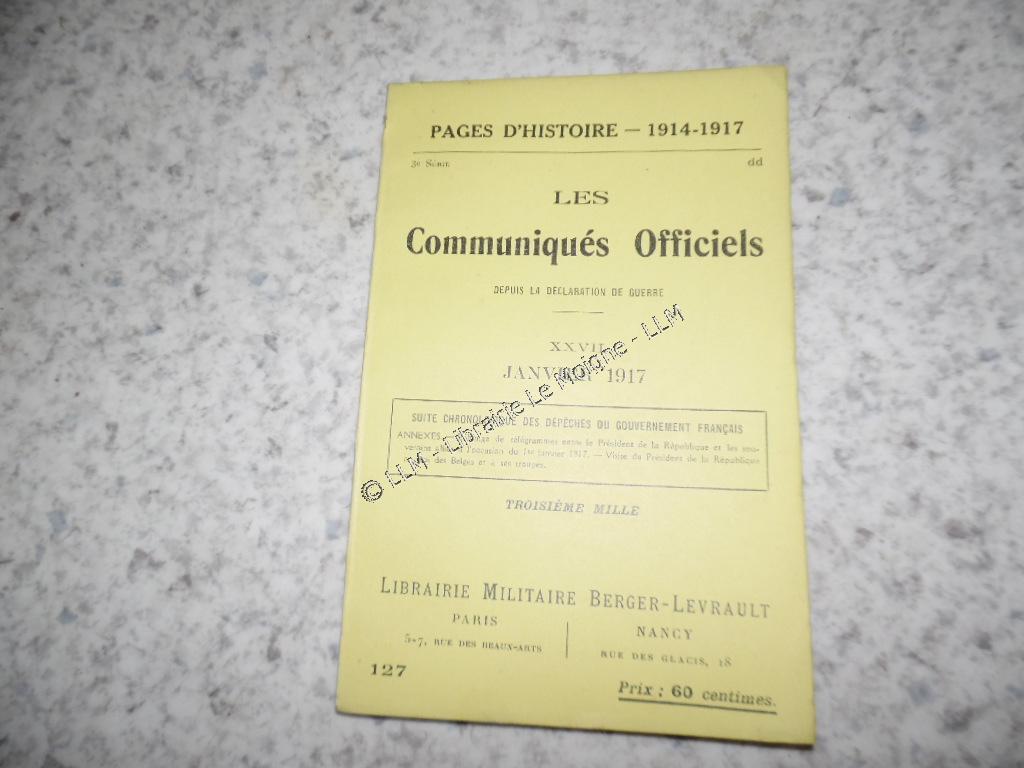 PAGES D'HISTOIRE — 1914-1917
3e Série dd
LES
Communiqués Officiels
DEPUIS LA DÉCLARATION DE GUERRE
XXVII
JANVIER 1917
SUITE CHRONOLOGIQUE DES DÉPÊCHES DU GOUVERNEMENT FRANÇAIS
ANNEXES de télégrammes entre le Président de la République et les sou-
verains l'occasion du 1er janvier 1917. — Visite du Président de la République
des Belges et à ses troupes.
TROISIÈME MILLE
LIBRAIRIE MILITAIRE BERGER-LEVRAULT
PARIS
5-7, RUE DES BEAUX-ARTS
NANCY
RUE DES GLACIS, 18
127
Prix : 60 centimes.
© LLM - Librairie Le Moigne - LLM